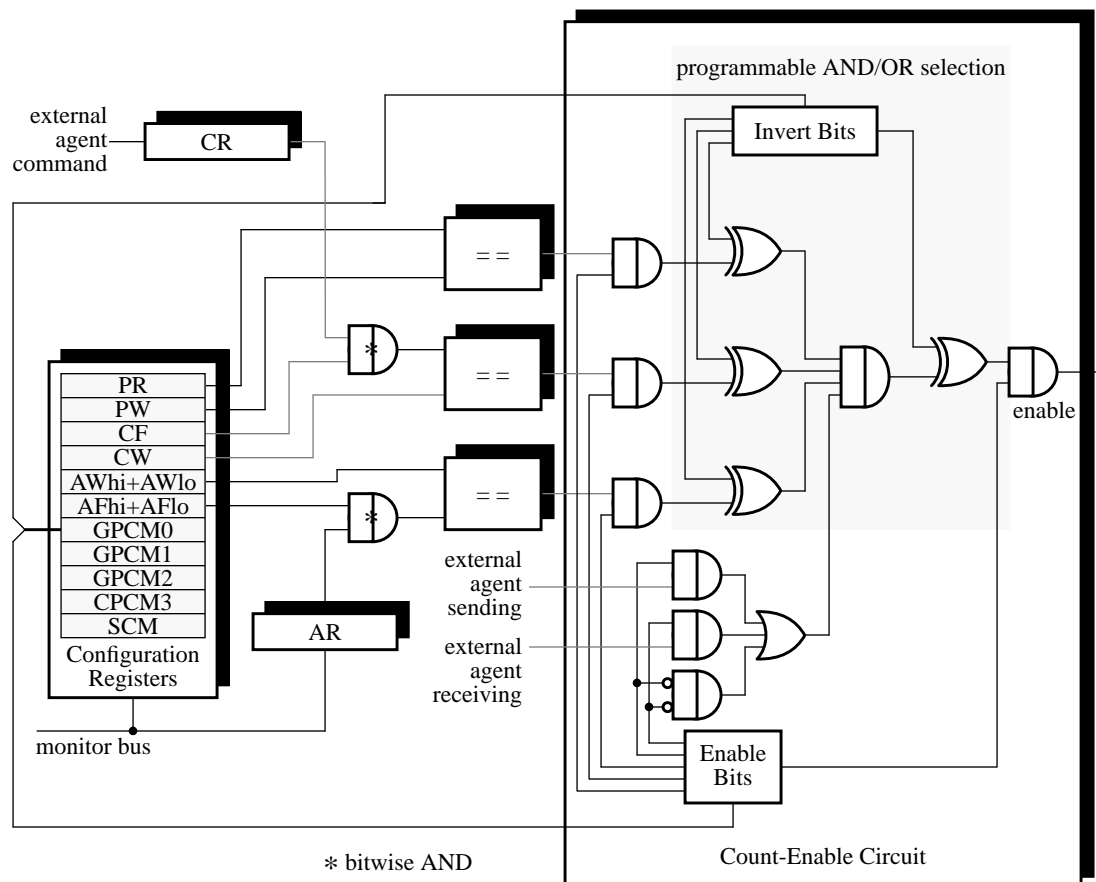 programmable AND/OR selection
external
agent
command
CR
Invert Bits
= =
*
= =
PR
PW
CF
CW
AWhi+AWlo
AFhi+AFlo
GPCM0
GPCM1
GPCM2
CPCM3
SCM
Configuration
Registers
= =
*
enable
external
agent
sending
AR
external
agent
receiving
monitor bus
Enable
Bits
* bitwise AND
Count-Enable Circuit